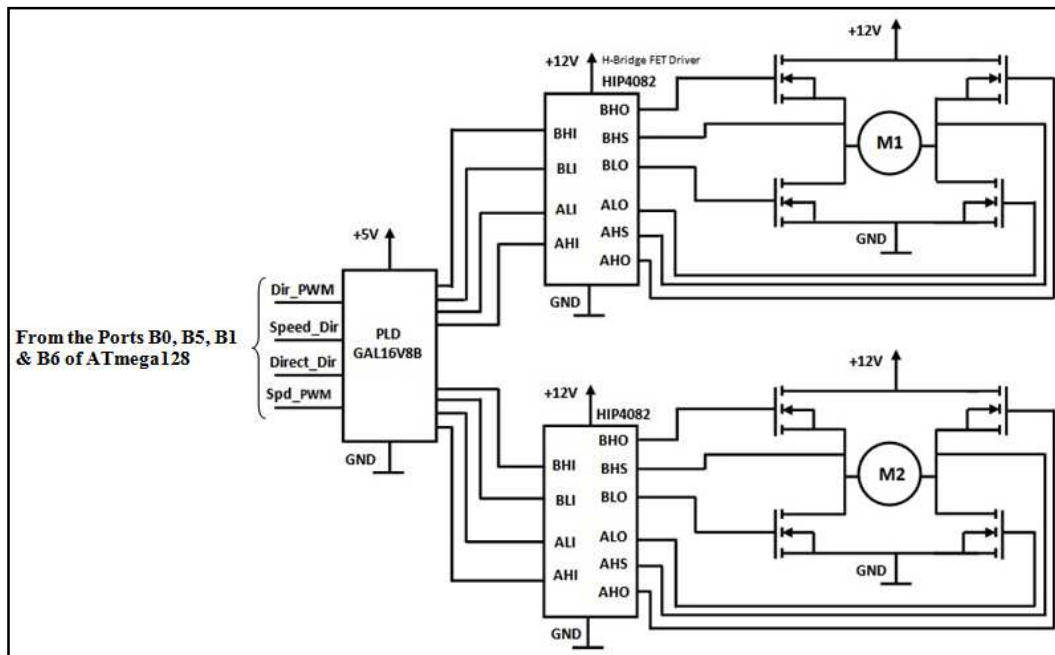 +12V
+12V
H-Bridge FET Driver
HIP4082
BHO
BHI
BHS
M1
BLI
BLO
ALI
ALO
+5V
AHI
AHS
GND
AHO
Dir_PWM
GND
From the Ports B0, B5, B1
& B6 of ATmega128
Speed_Dir
PLD
GAL16V8B
Direct_Dir
Spd_PWM
+12V
+12V
HIP4082
BHO
GND
BHI
BHS
M2
BLI
BLO
ALI
ALO
AHI
AHS
GND
AHO
GND